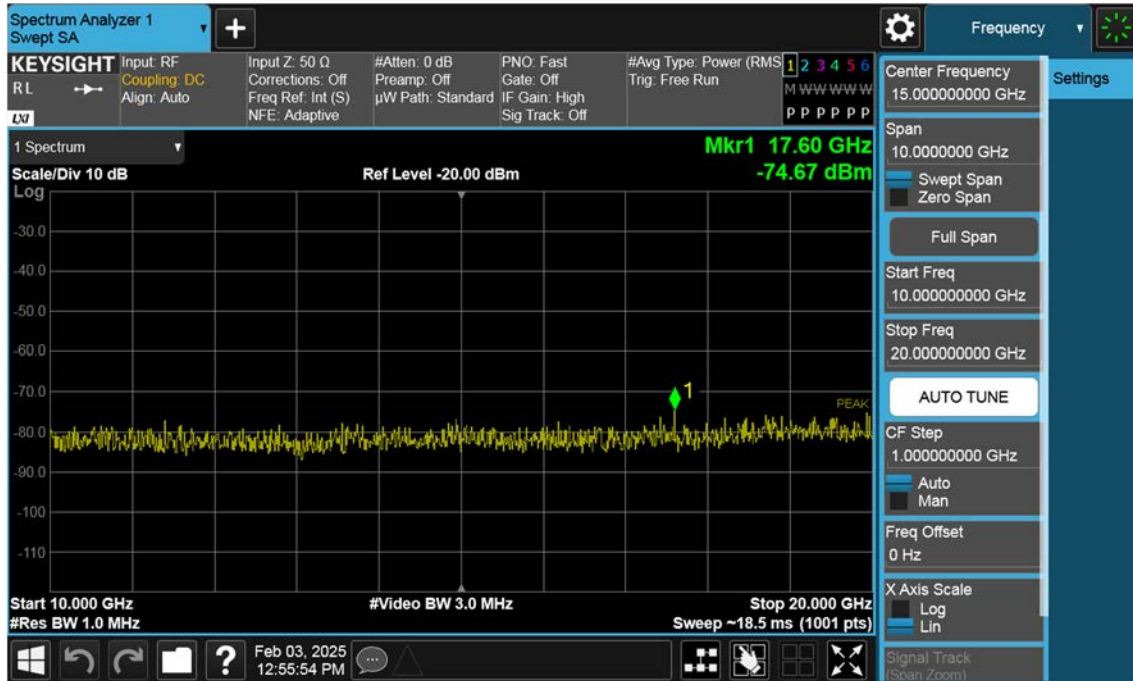 Spectrum Analyzer 1
Swept SA
Frequency
KEYSIGHT
R L
LXI
Input: RF
Coupling: DC
Align: Auto
Input Z: 50 Ω
Corrections: Off
Freq Ref: Int (S)
NFE: Adaptive
#Atten: 0 dB
Preamp: Off
µW Path: Standard
PNO: Fast
Gate: Off
IF Gain: High
Sig Track: Off
#Avg Type: Power (RMS
Trig: Free Run
1 2 3 4 5 6
M W W W W W
P P P P P P
1 Spectrum
Scale/Div 10 dB
Log
Ref Level -20.00 dBm
Mkr1 17.60 GHz
-74.67 dBm
-30.0
-40.0
-50.0
-60.0
-70.0
-80.0
-90.0
-100
-110
1
PEAK
Start 10.000 GHz
#Res BW 1.0 MHz
#Video BW 3.0 MHz
Stop 20.000 GHz
Sweep ~18.5 ms (1001 pts)
?
Feb 03, 2025
12:55:54 PM
Center Frequency
15.000000000 GHz
Span
10.0000000 GHz
Swept Span
Zero Span
Full Span
Start Freq
10.000000000 GHz
Stop Freq
20.000000000 GHz
AUTO TUNE
CF Step
1.000000000 GHz
Auto
Man
Freq Offset
0 Hz
X Axis Scale
Log
Lin
Signal Track
(Span Zoom)
Settings